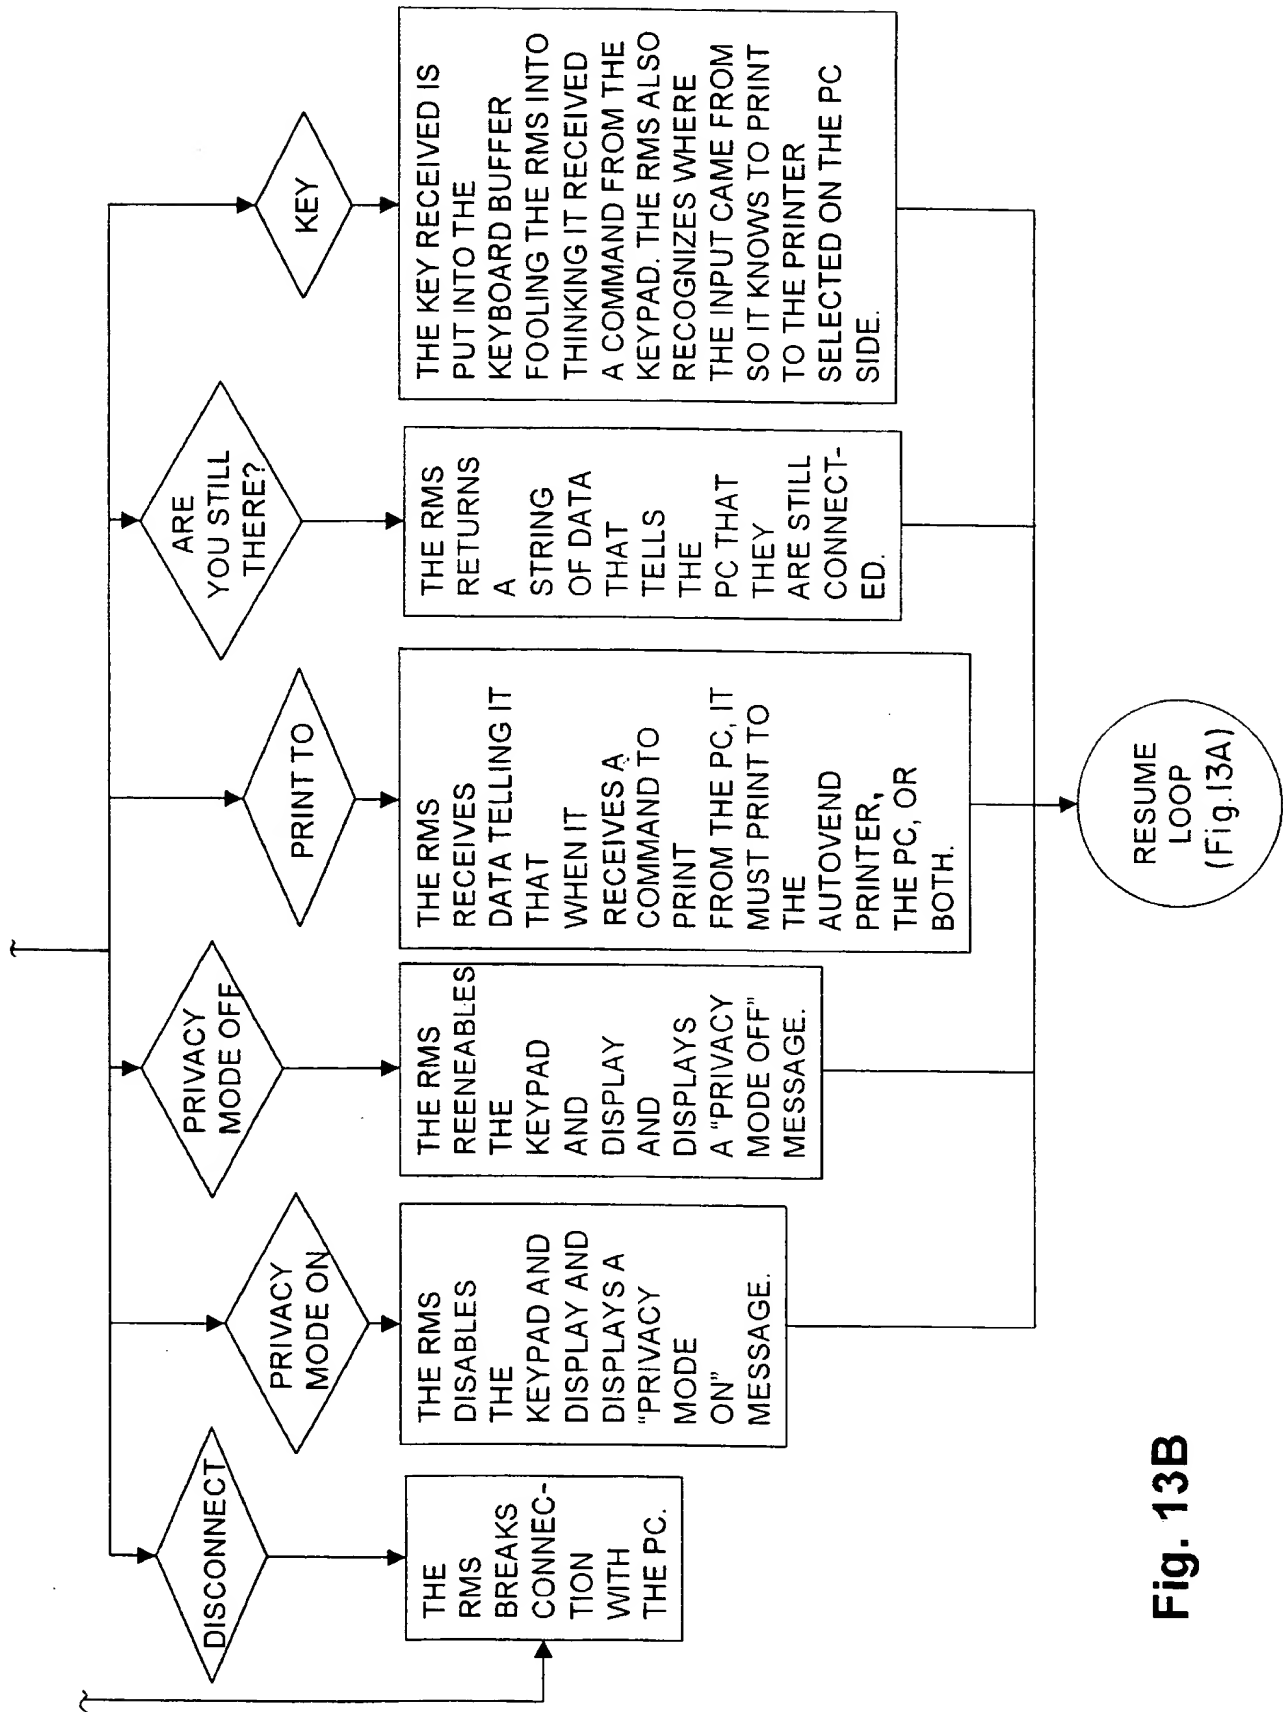 DISCONNECT
THE
RMS
BREAKS
CONNEC-
TION
WITH
THE PC.
PRIVACY
MODE ON
THE RMS
DISABLES
THE
KEYPAD AND
DISPLAY AND
DISPLAYS A
“PRIVACY
MODE
ON”
MESSAGE.
PRIVACY
MODE OFF
THE RMS
REENEABLES
THE
KEYPAD
AND
DISPLAY
AND
DISPLAYS
A “PRIVACY
MODE OFF”
MESSAGE.
PRINT TO
THE RMS
RECEIVES
DATA TELLING IT
THAT
WHEN IT
RECEIVES A
COMMAND TO
PRINT
FROM THE PC, IT
MUST PRINT TO
THE
AUTOVEND
PRINTER,
THE PC, OR
BOTH.
ARE
YOU STILL
THERE?
THE RMS
RETURNS
A
STRING
OF DATA
THAT
TELLS
THE
PC THAT
THEY
ARE STILL
CONNECT-
ED.
KEY
THE KEY RECEIVED IS
PUT INTO THE
KEYBOARD BUFFER
FOOLING THE RMS INTO
THINKING IT RECEIVED
A COMMAND FROM THE
KEYPAD. THE RMS ALSO
RECOGNIZES WHERE
THE INPUT CAME FROM
SO IT KNOWS TO PRINT
TO THE PRINTER
SELECTED ON THE PC
SIDE.
RESUME
LOOP
(Fig.13A)
Fig. 13B